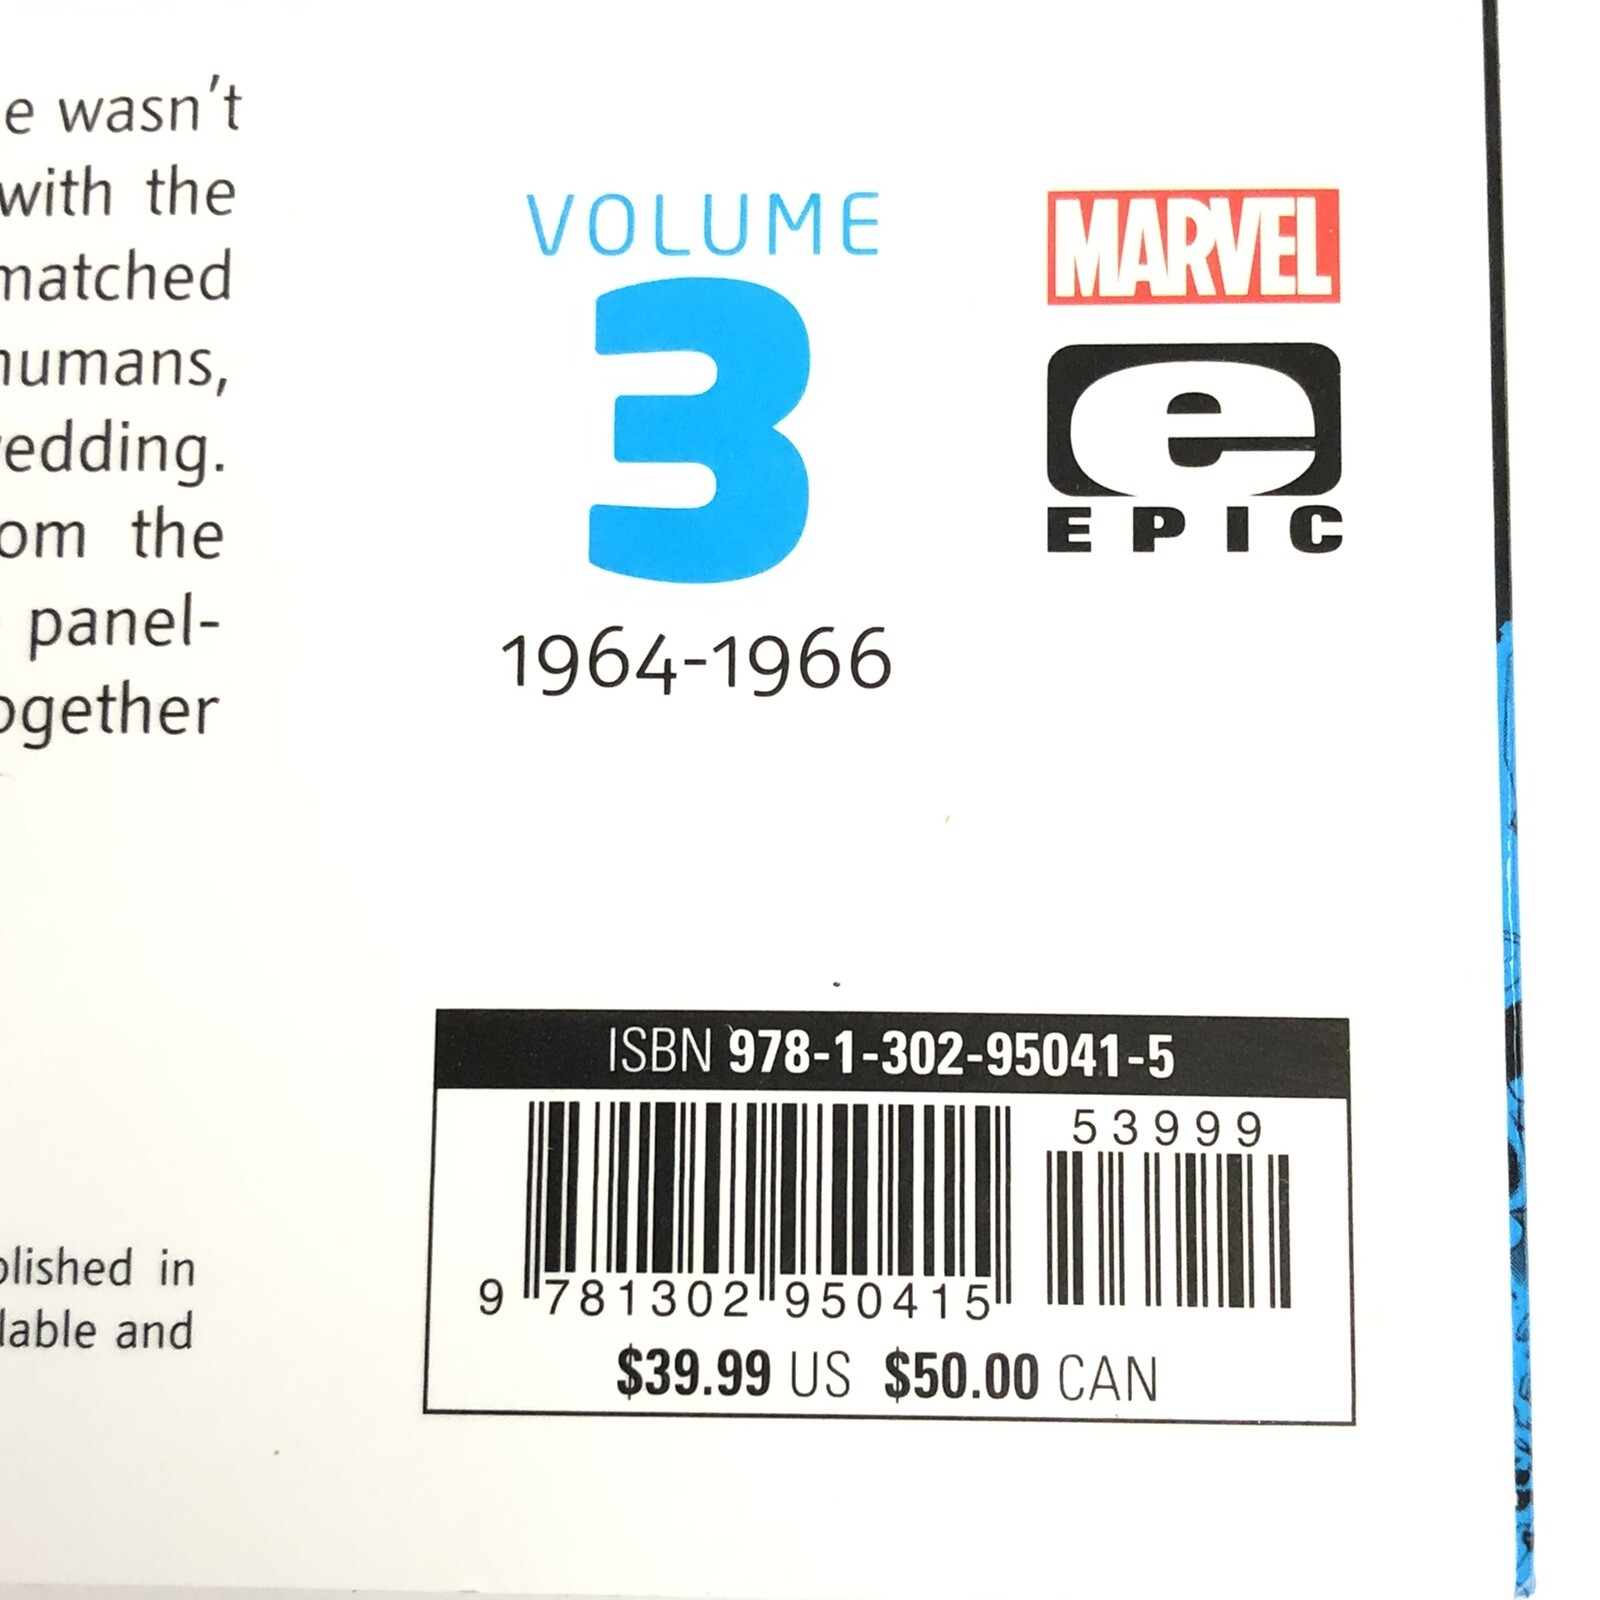 e wasn't
with the
matched
humans,
edding.
om the
panel-
ogether
VOLUME
3
1964-1966
MARVEL
e
EPIC
ISBN 978-1-302-95041-5
53999
9 781302 950415
$39.99 US $50.00 CAN
lished in
lable and